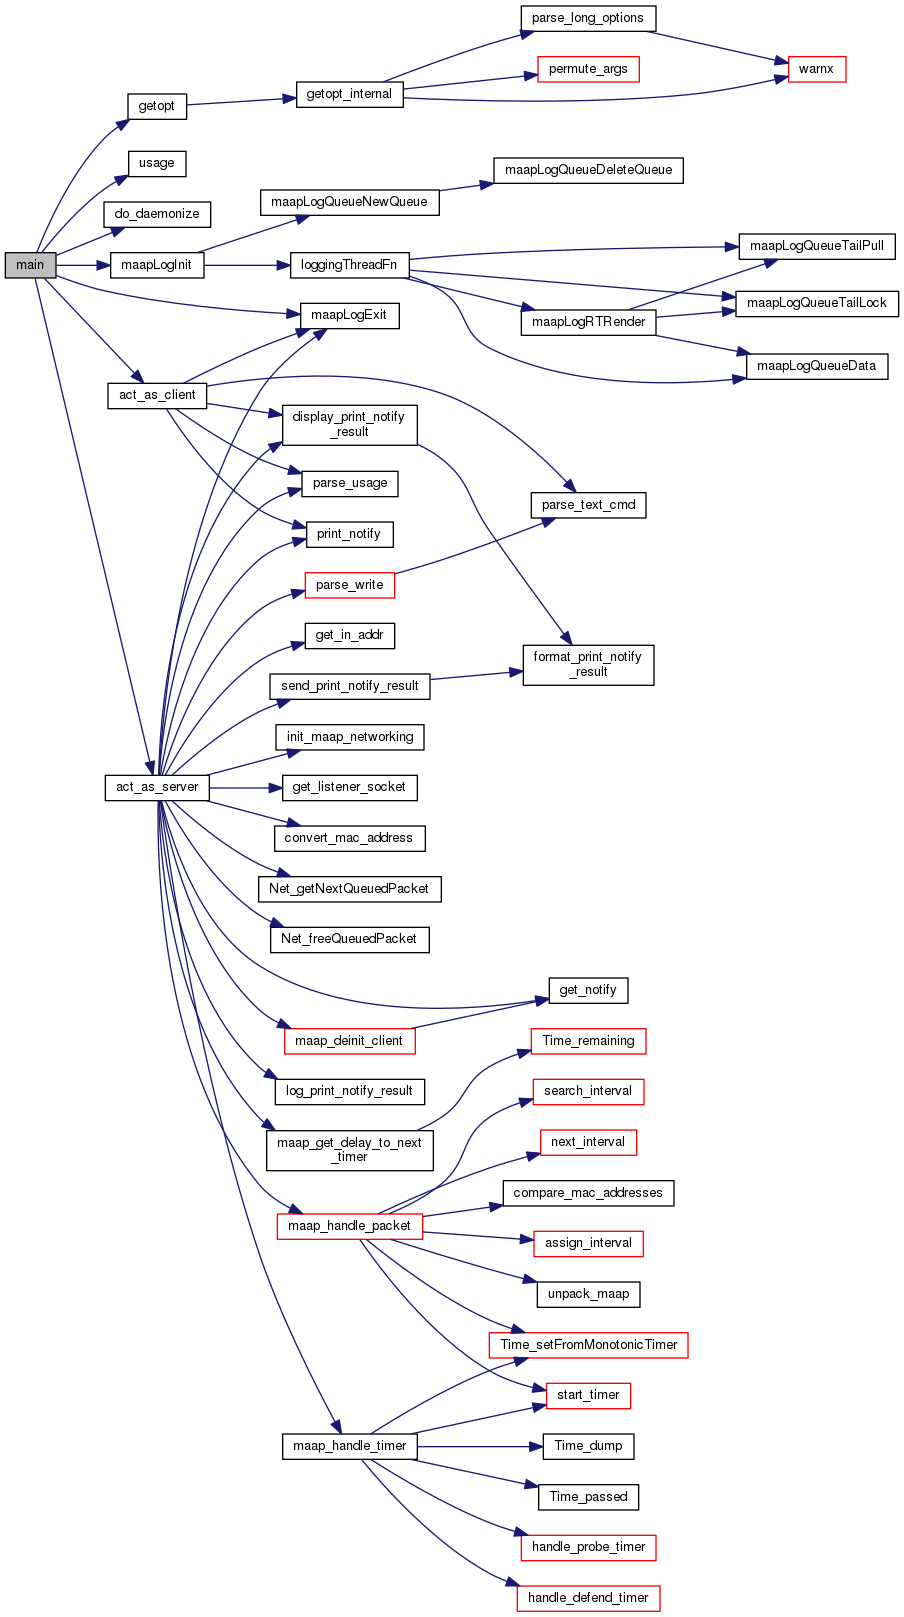 parse_long_options
permute_args
warnx
getopt_internal
getopt
usage
maapLogQueueDeleteQueue
maapLogQueueNewQueue
do_daemonize
maapLogQueueTailPull
main
maapLogInit
loggingThreadFn
maapLogQueueTailLock
maapLogExit
maapLogRTRender
maapLogQueueData
act_as_client
display_print_notify
_result
parse_usage
parse_text_cmd
print_notify
parse_write
get_in_addr
format_print_notify
_result
send_print_notify_result
init_maap_networking
act_as_server
get_listener_socket
convert_mac_address
Net_getNextQueuedPacket
Net_freeQueuedPacket
get_notify
maap_deinit_client
Time_remaining
log_print_notify_result
search_interval
maap_get_delay_to_next
_timer
next_interval
compare_mac_addresses
maap_handle_packet
assign_interval
unpack_maap
Time_setFromMonotonicTimer
start_timer
maap_handle_timer
Time_dump
Time_passed
handle_probe_timer
handle_defend_timer